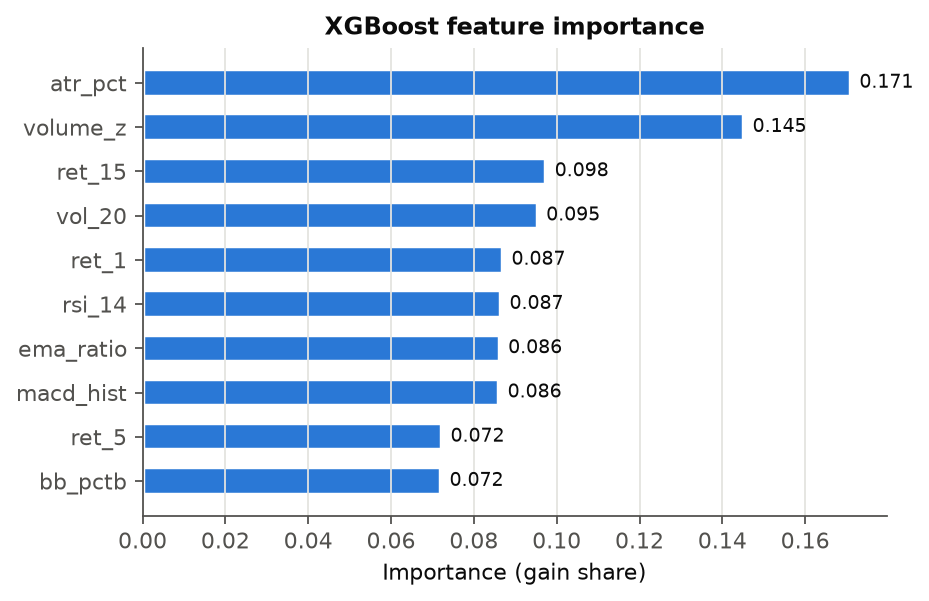 XGBoost feature importance
atr_pct 0.171
volume_z 0.145
ret_15 0.098
vol_20 0.095
ret_1 0.087
rsi_14 0.087
ema_ratio 0.086
macd_hist 0.086
ret_5 0.072
bb_pctb 0.072
0.00 0.02 0.04 0.06 0.08 0.10 0.12 0.14 0.16
Importance (gain share)